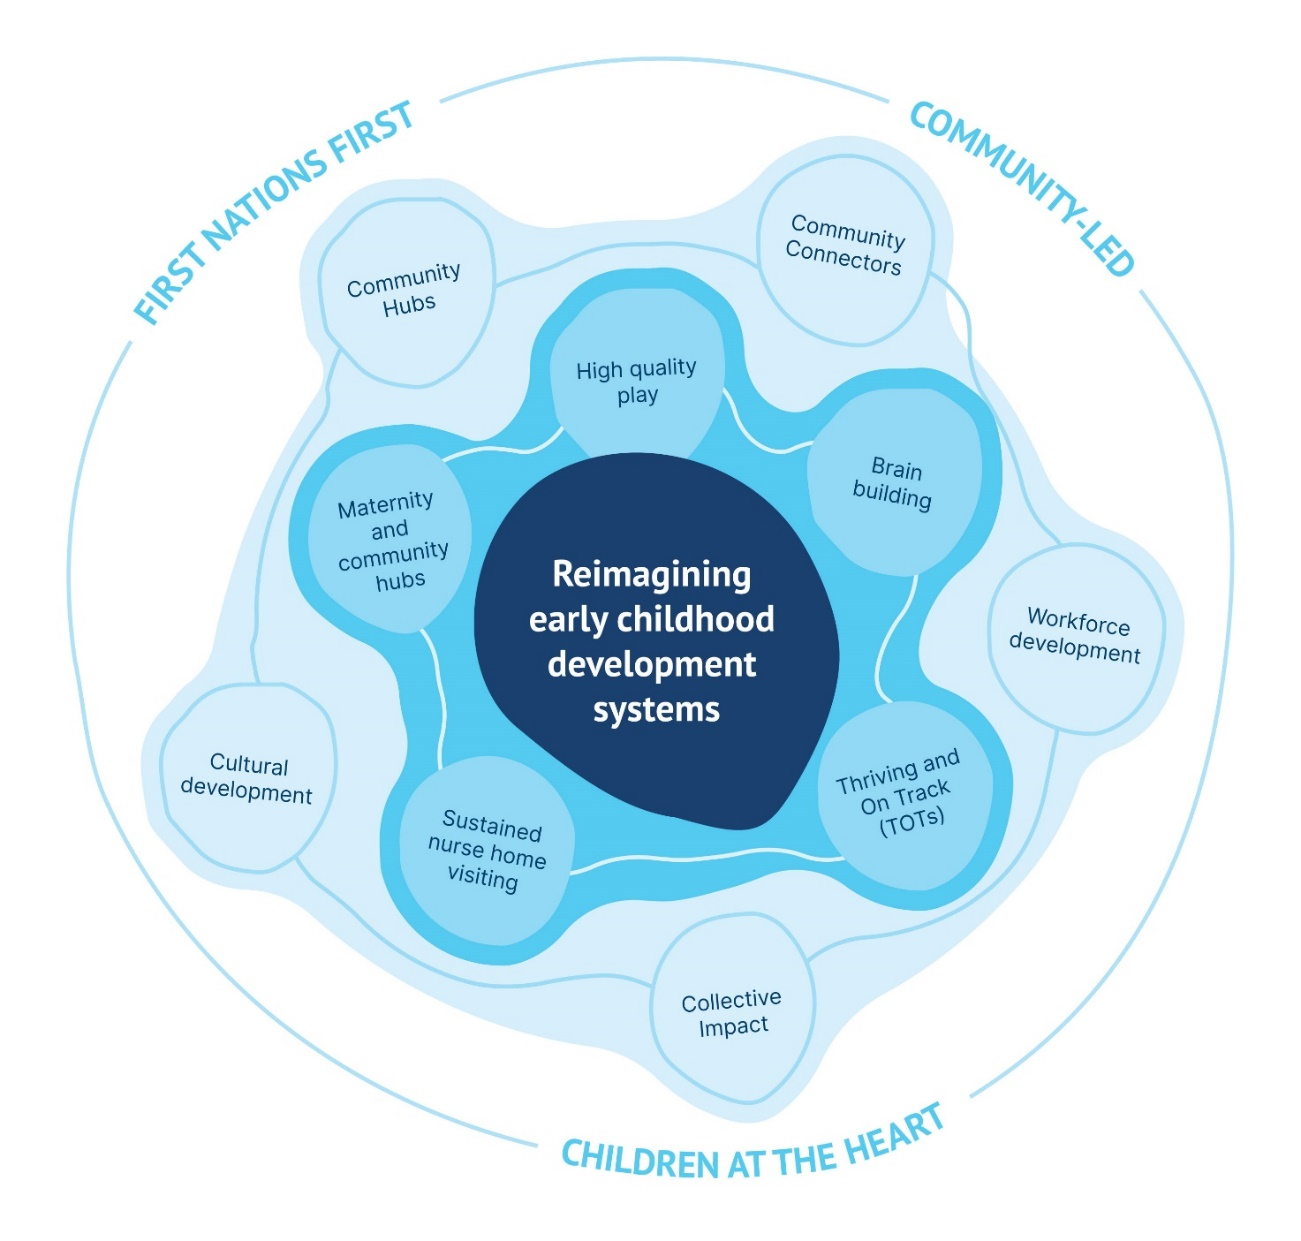 FIRST NATIONS FIRST
COMMUNITY-LED
Community
Connectors
Community
Hubs
High quality
play
Brain
building
Maternity
and
community
hubs
Reimagining
early childhood
development
systems
Workforce
development
Cultural
development
Thriving and
On Track
(TOTs)
Sustained
nurse home
visiting
Collective
Impact
CHILDREN AT THE HEART